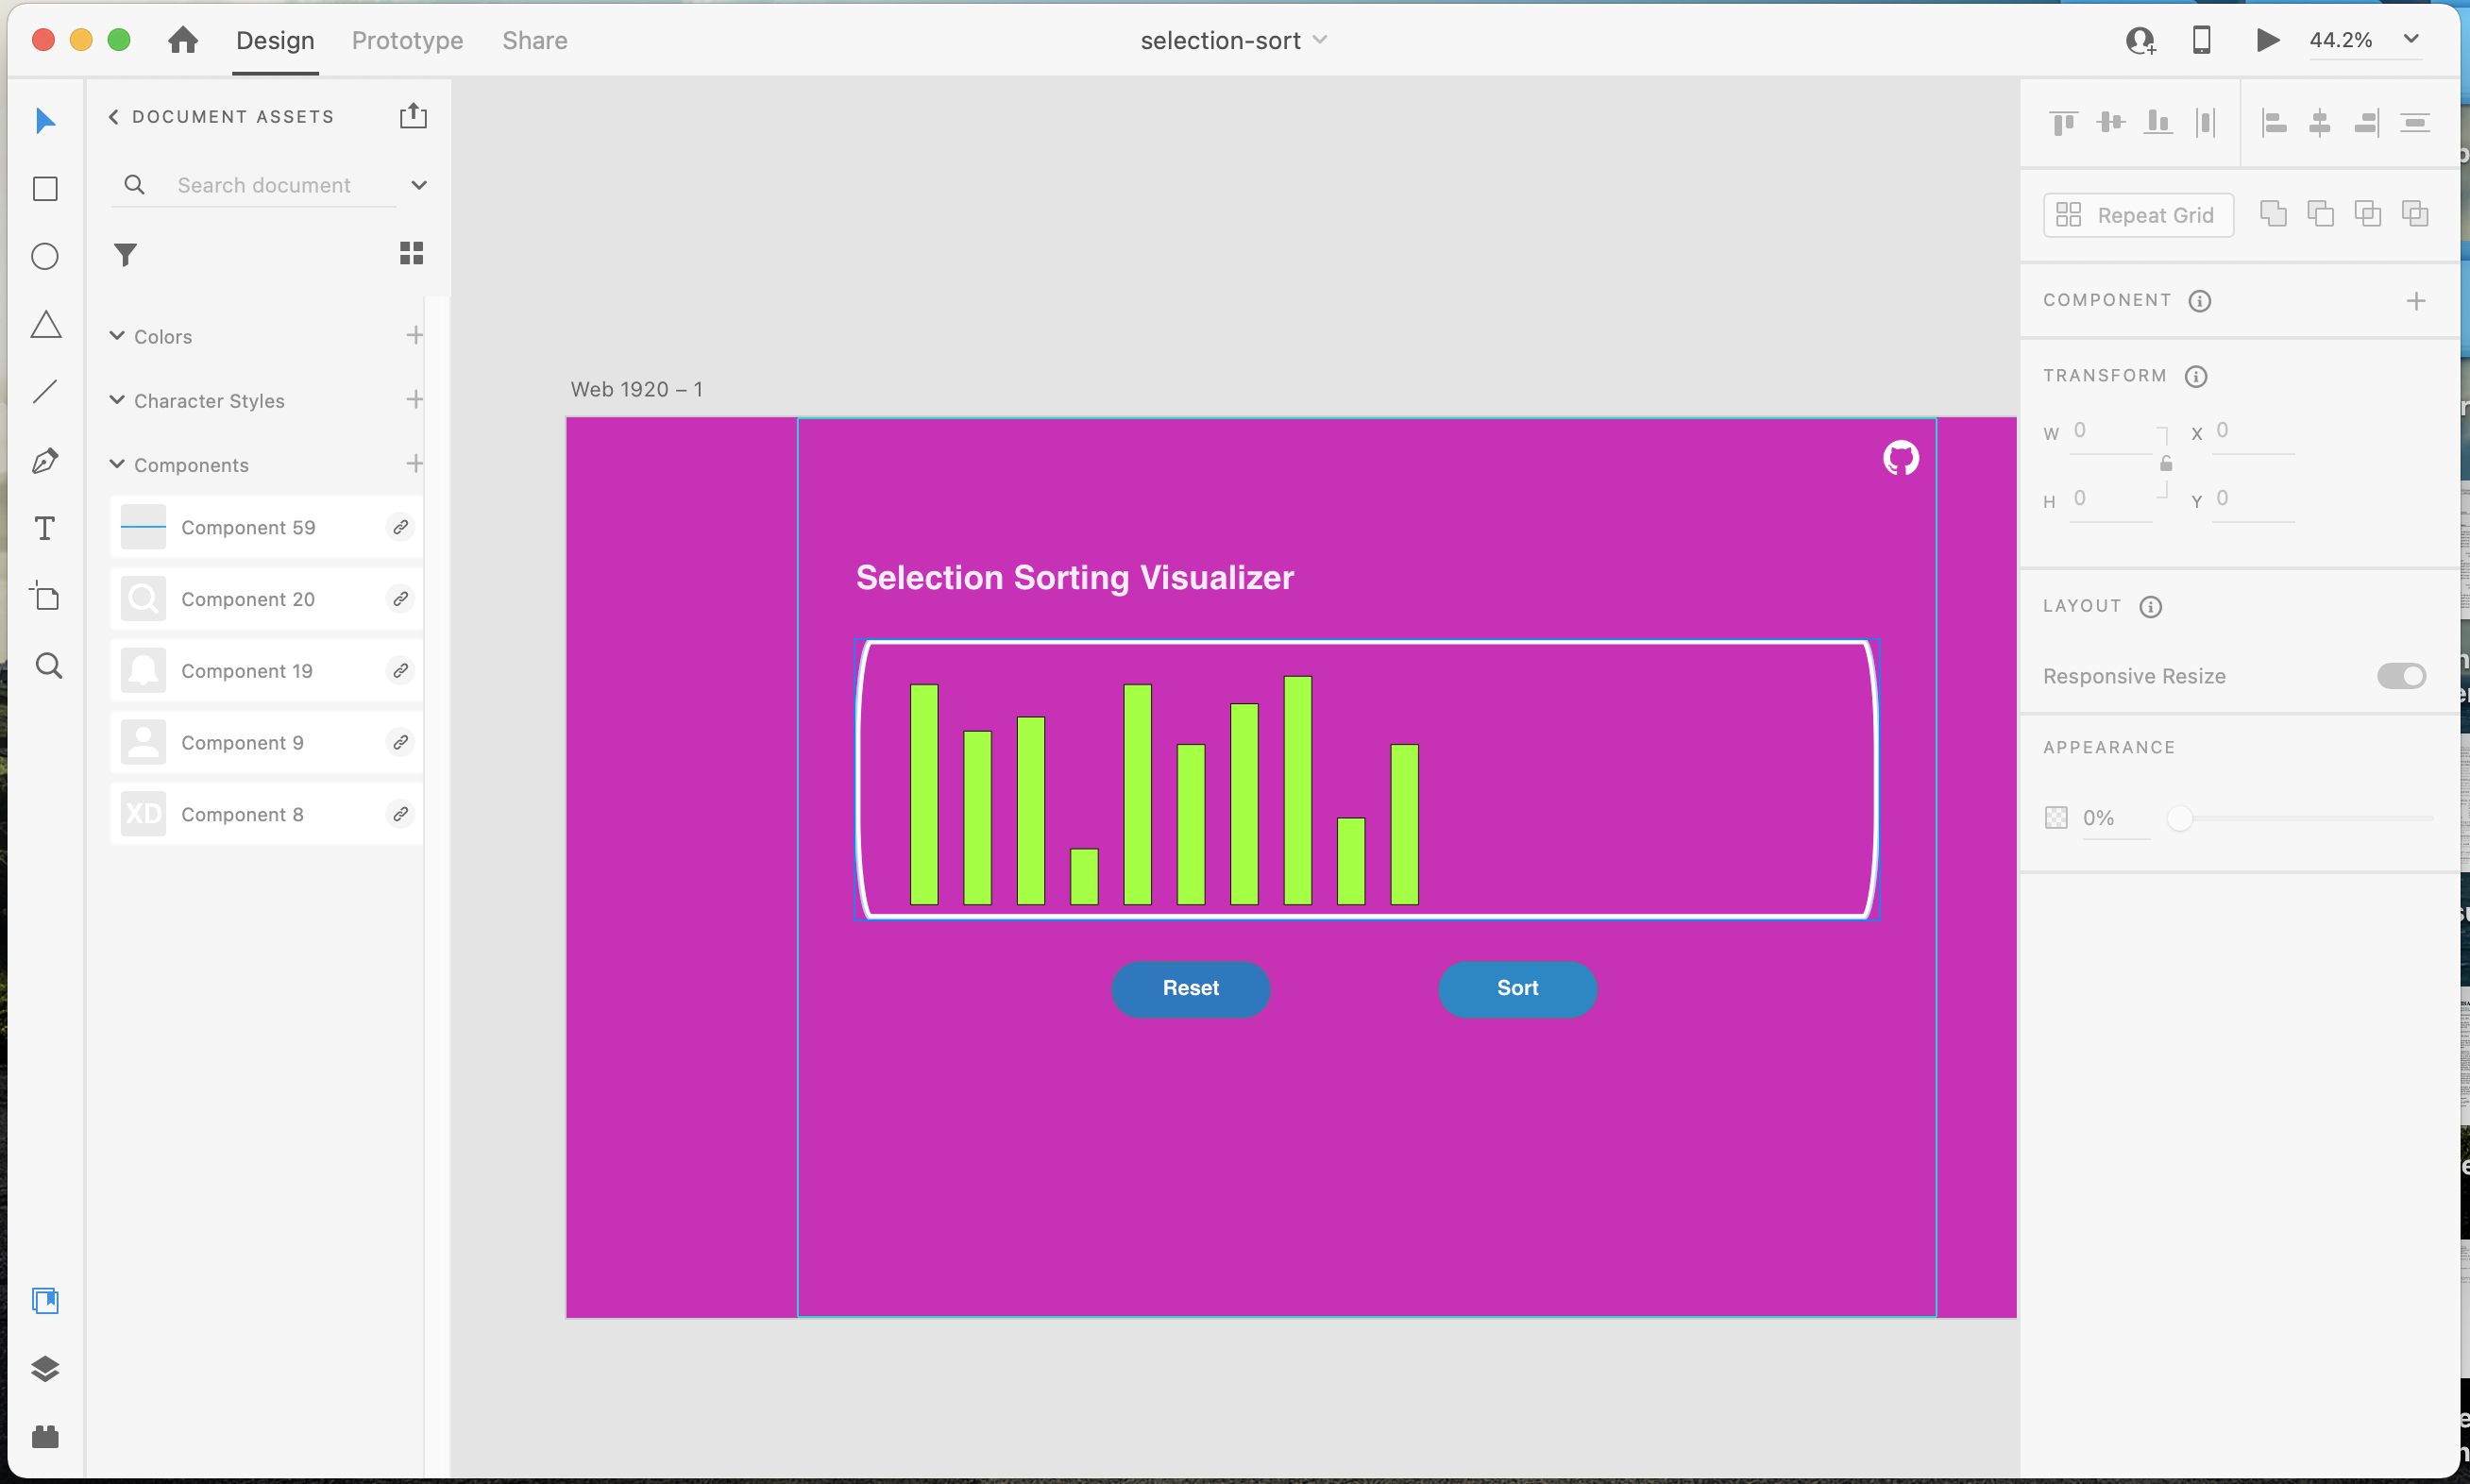 Design Prototype Share
selection-sort
44.2%
DOCUMENT ASSETS
Search document
Colors
Character Styles
Components
Component 59
Component 20
Component 19
Component 9
XD Component 8
Web 1920 – 1
Selection Sorting Visualizer
Reset
Sort
Repeat Grid
COMPONENT
TRANSFORM
W 0 X 0
H 0 Y 0
LAYOUT
Responsive Resize
APPEARANCE
0%